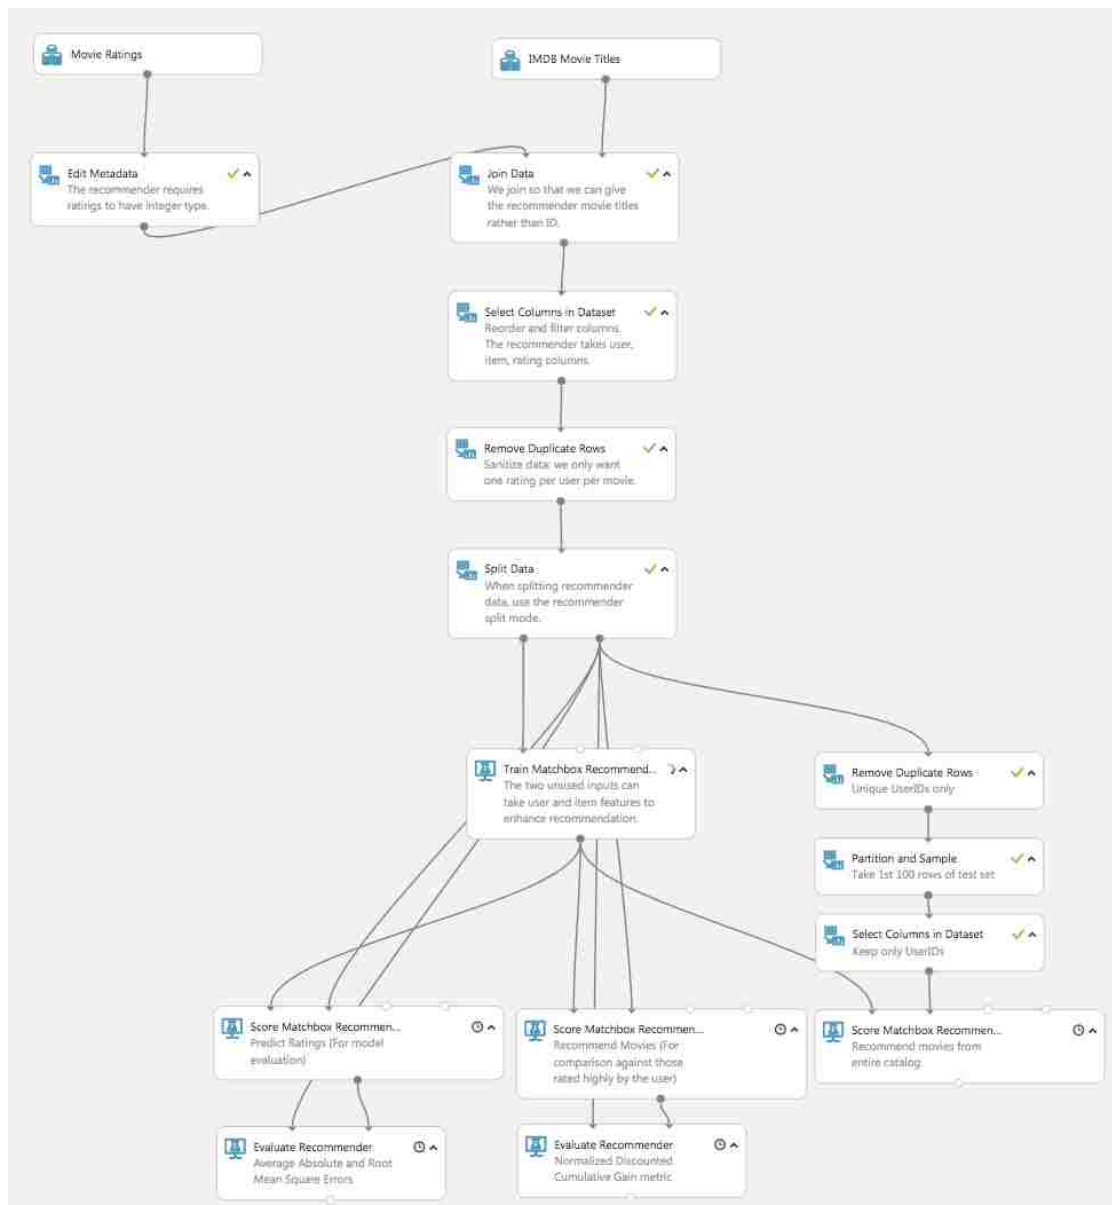 Movie Ratings
IMDB Movie Titles
Edit Metadata
The recommender requires
ratings to have integer type.
Join Data
We join so that we can give
the recommender movie titles
rather than ID.
Select Columns in Dataset
Reorder and filter columns.
The recommender takes user,
item, rating columns.
Remove Duplicate Rows
Sanitize data: we only want
one rating per user per movie.
Split Data
When splitting recommender
data, use the recommender
split mode.
Train Matchbox Recommend...
The two unused inputs can
take user and item features to
enhance recommendation.
Remove Duplicate Rows
Unique UserIDs only
Partition and Sample
Take 1st 100 rows of test set
Select Columns in Dataset
Keep only UserIDs
Score Matchbox Recommen...
Predict Ratings (For model
evaluation)
Score Matchbox Recommen...
Recommend Movies (For
comparison against those
rated highly by the user)
Score Matchbox Recommen...
Recommend movies from
entire catalog
Evaluate Recommender
Average Absolute and Root
Mean Square Errors
Evaluate Recommender
Normalized Discounted
Cumulative Gain metric